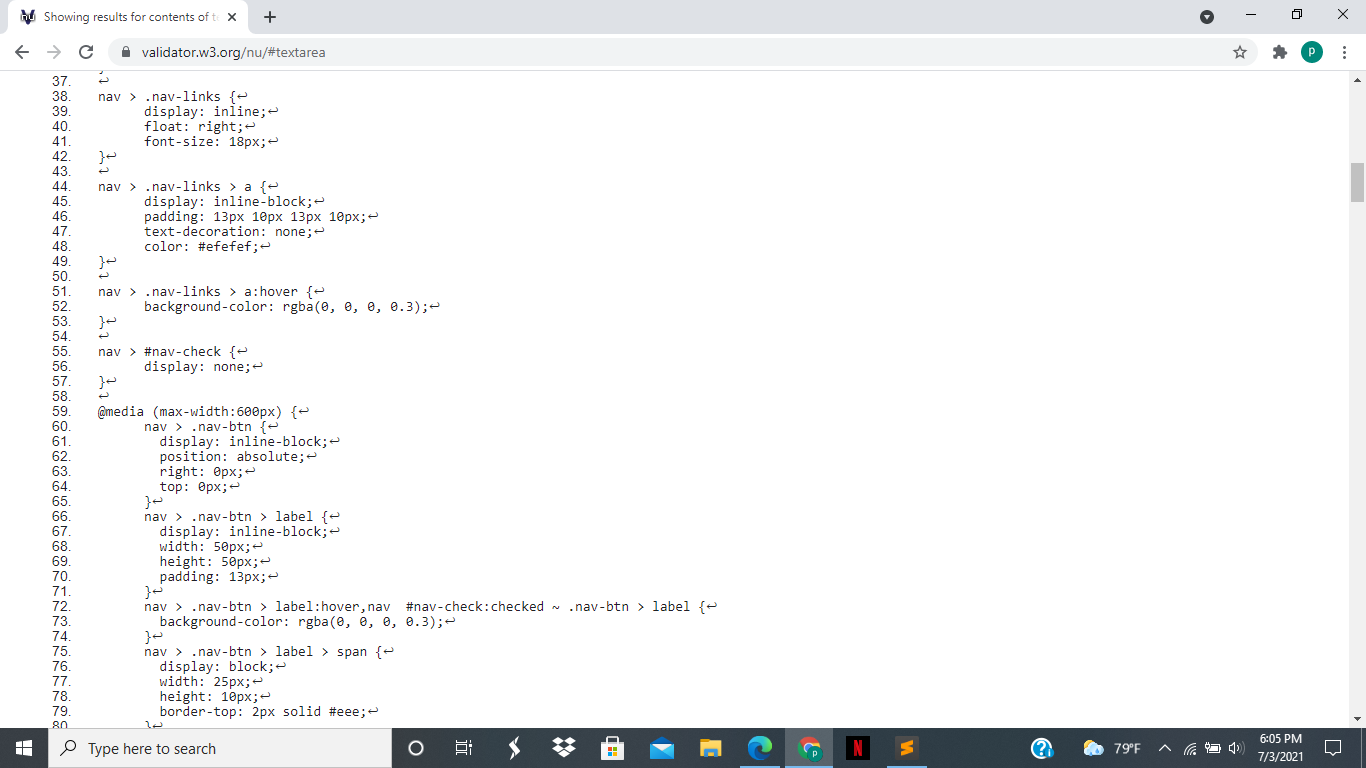 Showing results for contents of t
validator.w3.org/nu/#textarea
P
37. ↩
38. nav > .nav-links {↩
39. display: inline;↩
40. float: right;↩
41. font-size: 18px;↩
42. }↩
43. ↩
44. nav > .nav-links > a {↩
45. display: inline-block;↩
46. padding: 13px 10px 13px 10px;↩
47. text-decoration: none;↩
48. color: #efefef;↩
49. }↩
50. ↩
51. nav > .nav-links > a:hover {↩
52. background-color: rgba(0, 0, 0, 0.3);↩
53. }↩
54. ↩
55. nav > #nav-check {↩
56. display: none;↩
57. }↩
58. ↩
59. @media (max-width:600px) {↩
60. nav > .nav-btn {↩
61. display: inline-block;↩
62. position: absolute;↩
63. right: 0px;↩
64. top: 0px;↩
65. }↩
66. nav > .nav-btn > label {↩
67. display: inline-block;↩
68. width: 50px;↩
69. height: 50px;↩
70. padding: 13px;↩
71. }↩
72. nav > .nav-btn > label:hover,nav  #nav-check:checked ~ .nav-btn > label {↩
73. background-color: rgba(0, 0, 0, 0.3);↩
74. }↩
75. nav > .nav-btn > label > span {↩
76. display: block;↩
77. width: 25px;↩
78. height: 10px;↩
79. border-top: 2px solid #eee;↩
80. }↩
Type here to search
N
79°F
6:05 PM
7/3/2021